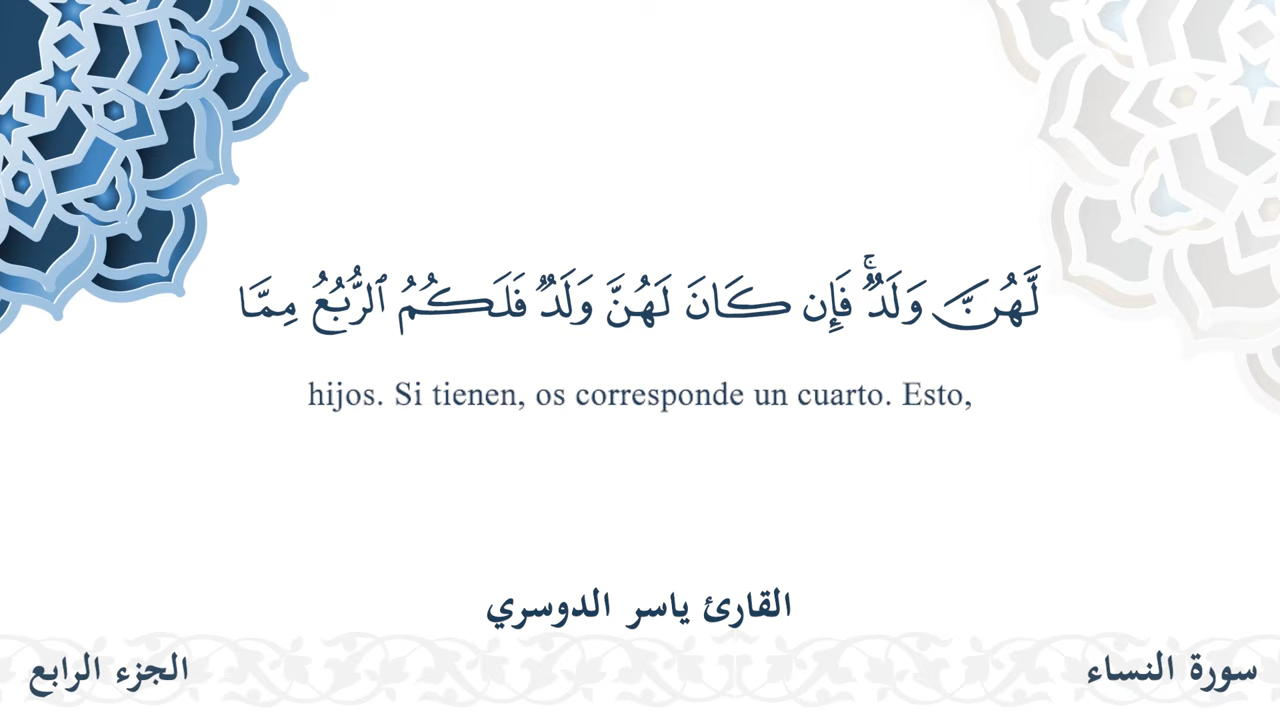 لَّهُنَّ وَلَدٌۚ فَإِن كَانَ لَهُنَّ وَلَدٌ فَلَكُمُ ٱلرُّبُعُ مِمَّا
hijos. Si tienen, os corresponde un cuarto. Esto,
القارئ ياسر الدوسري
سورة النساء
الجزء الرابع